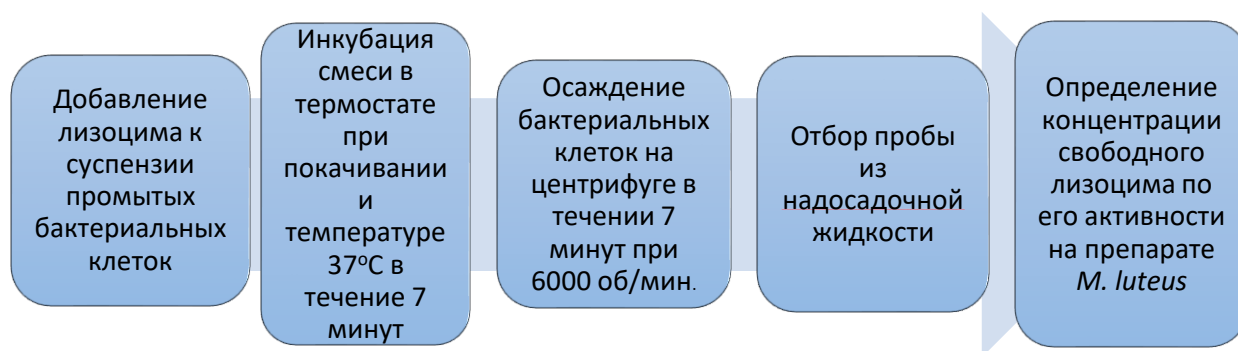 Добавление
лизоцима к
суспензии
промытых
бактериальных
клеток
Инкубация
смеси в
термостате
при
покачивании
и
температуре
37°С в
течение 7
минут
Осаждение
бактериальных
клеток на
центрифуге в
течении 7
минут при
6000 об/мин.
Отбор пробы
из
надосадочной
жидкости
Определение
концентрации
свободного
лизоцима по
его активности
на препарате
M. luteus